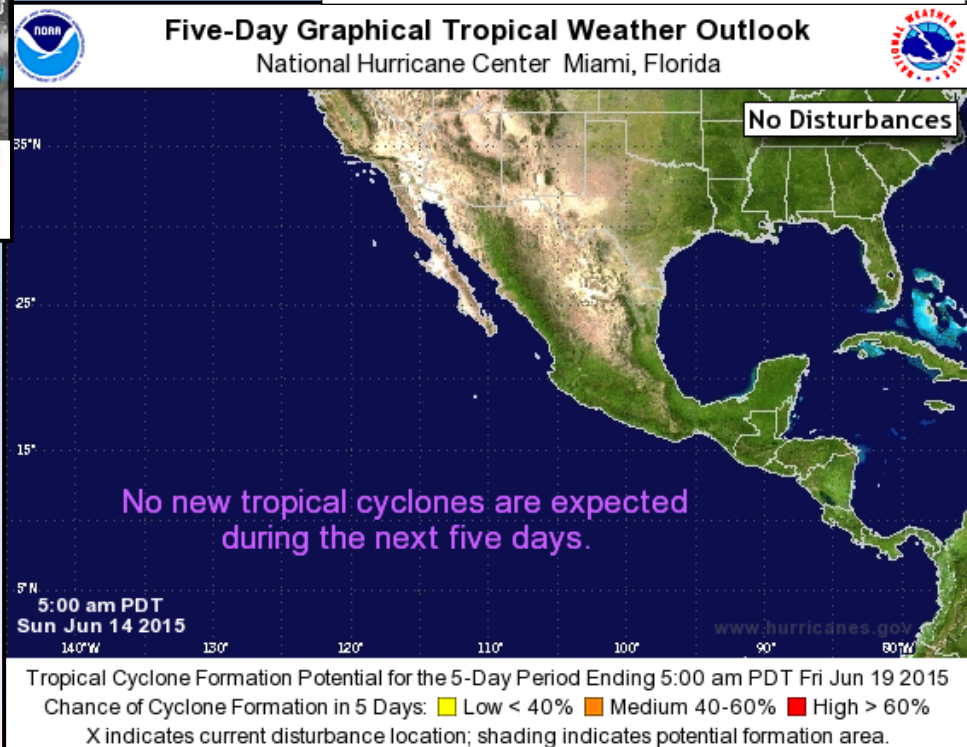 Five-Day Graphical Tropical Weather Outlook
National Hurricane Center Miami, Florida
NOAA
NATIONAL WEATHER SERVICE
No Disturbances
35°N
25°
15°
No new tropical cyclones are expected
during the next five days.
5°N
5:00 am PDT
Sun Jun 14 2015
www.hurricanes.gov
140°W 130° 120° 110° 100° 90° 80°W
Tropical Cyclone Formation Potential for the 5-Day Period Ending 5:00 am PDT Fri Jun 19 2015
Chance of Cyclone Formation in 5 Days: Low < 40% Medium 40-60% High > 60%
X indicates current disturbance location; shading indicates potential formation area.